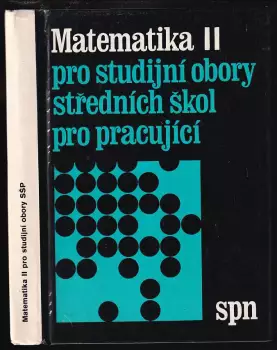 Matematika II pro studijní obory SŠP
Matematika II
pro studijní obory
středních škol
pro pracující
spn